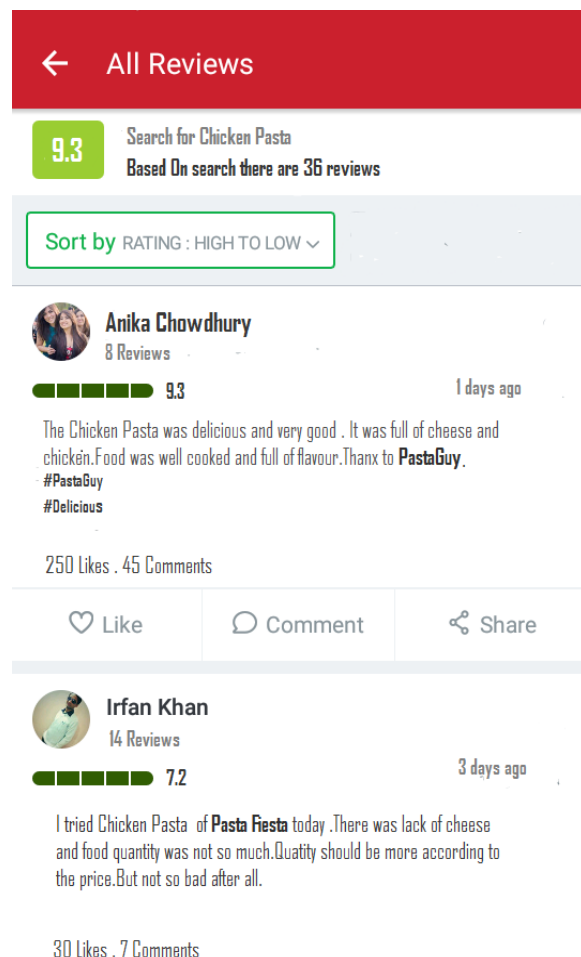 All Reviews
9.3
Search for Chicken Pasta
Based On search there are 36 reviews
Sort by RATING : HIGH TO LOW
Anika Chowdhury
8 Reviews
9.3
1 days ago
The Chicken Pasta was delicious and very good . It was full of cheese and
chicken.Food was well cooked and full of flavour.Thanx to PastaGuy.
#PastaGuy
#Delicious
250 Likes . 45 Comments
Like
Comment
Share
Irfan Khan
14 Reviews
7.2
3 days ago
I tried Chicken Pasta of Pasta Fiesta today .There was lack of cheese
and food quantity was not so much.Quatity should be more according to
the price.But not so bad after all.
30 Likes . 7 Comments